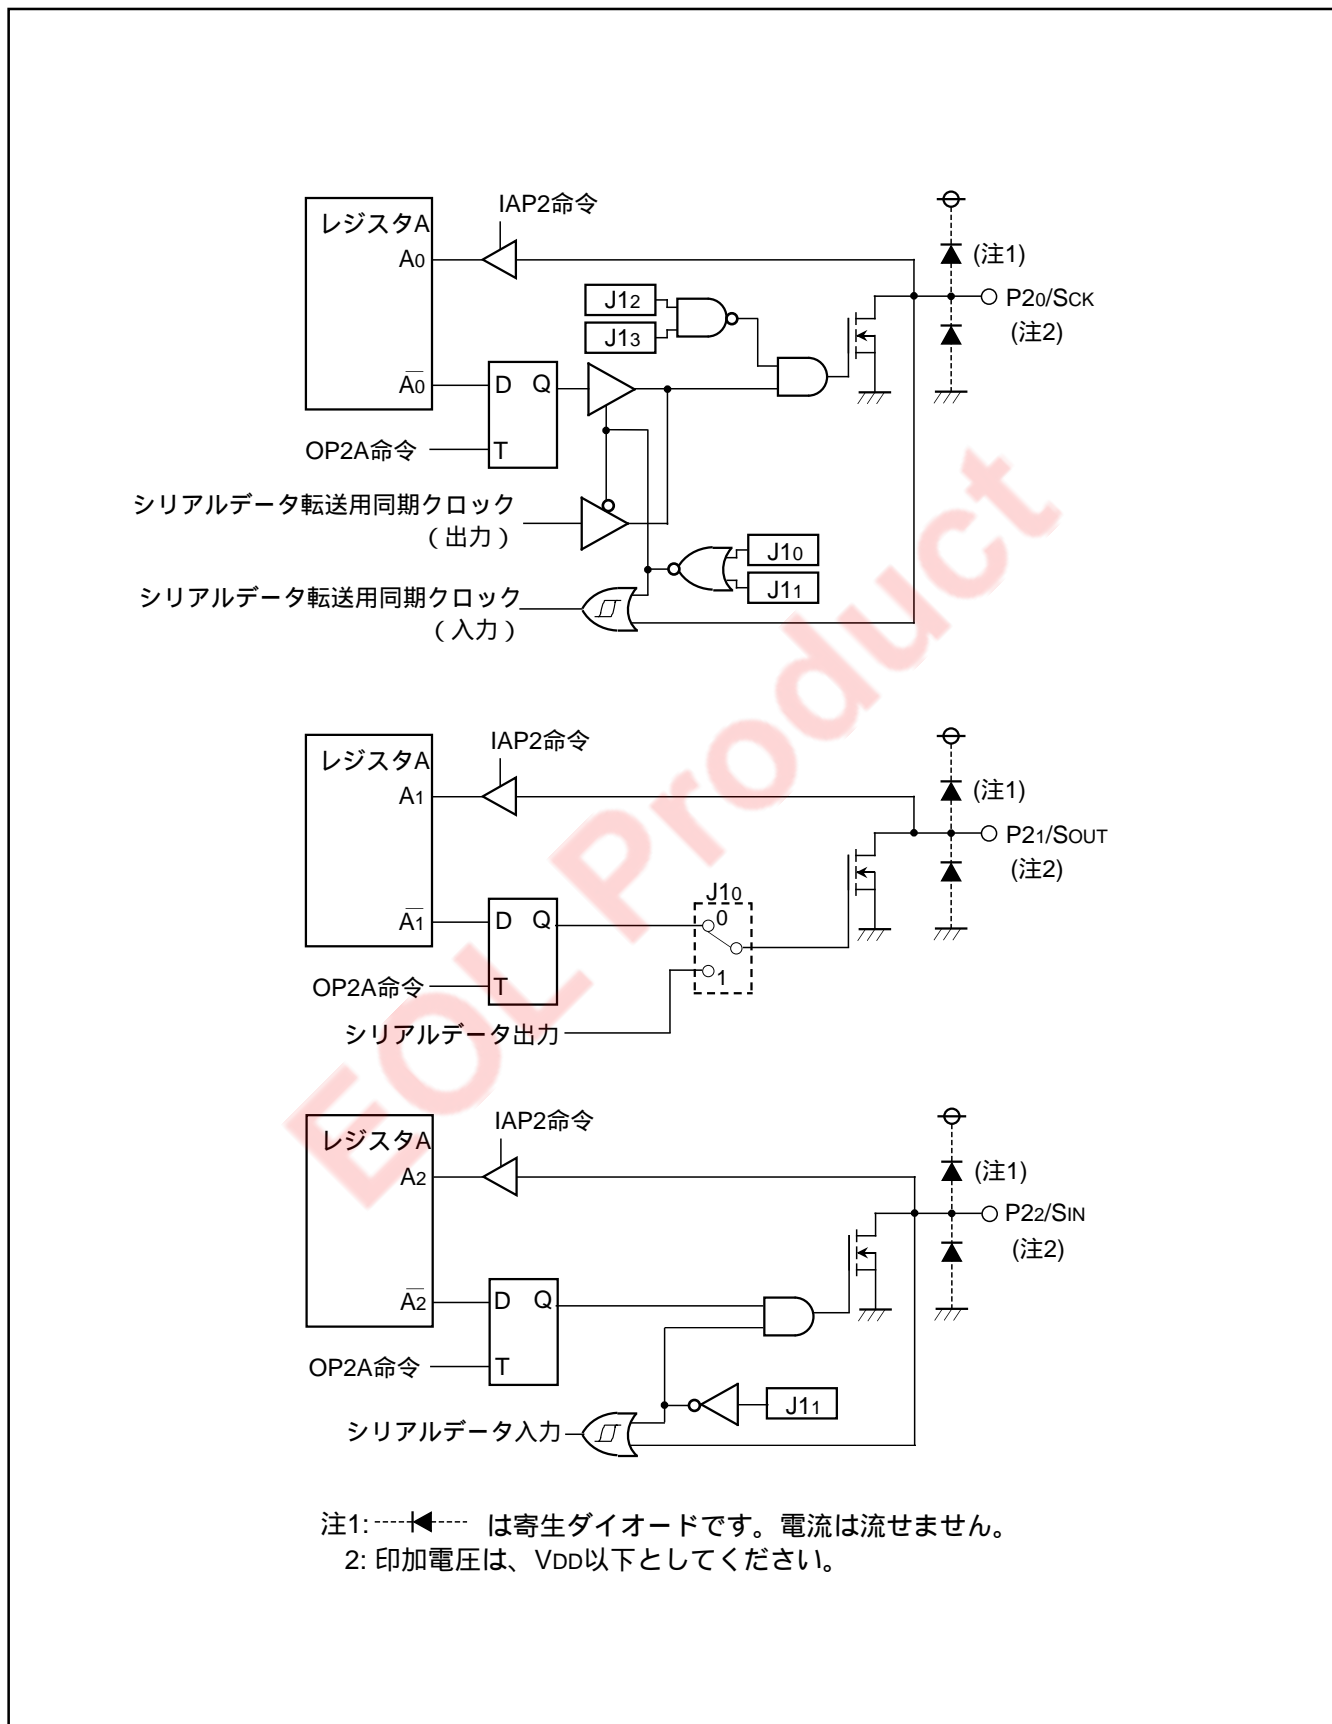 IAP2命令
レジスタA
A0
(注1)
J12
J13
P20/SCK
(注2)
A0
D Q
T
OP2A命令
シリアルデータ転送用同期クロック
(出力)
J10
J11
シリアルデータ転送用同期クロック
(入力)
IAP2命令
レジスタA
A1
(注1)
P21/SOUT
(注2)
J10
0
A1
D Q
1
T
OP2A命令
シリアルデータ出力
IAP2命令
レジスタA
A2
(注1)
P22/SIN
(注2)
A2
D Q
T
OP2A命令
J11
シリアルデータ入力
注1: は寄生ダイオードです。電流は流せません。
2: 印加電圧は、VDD以下としてください。
EOL Product